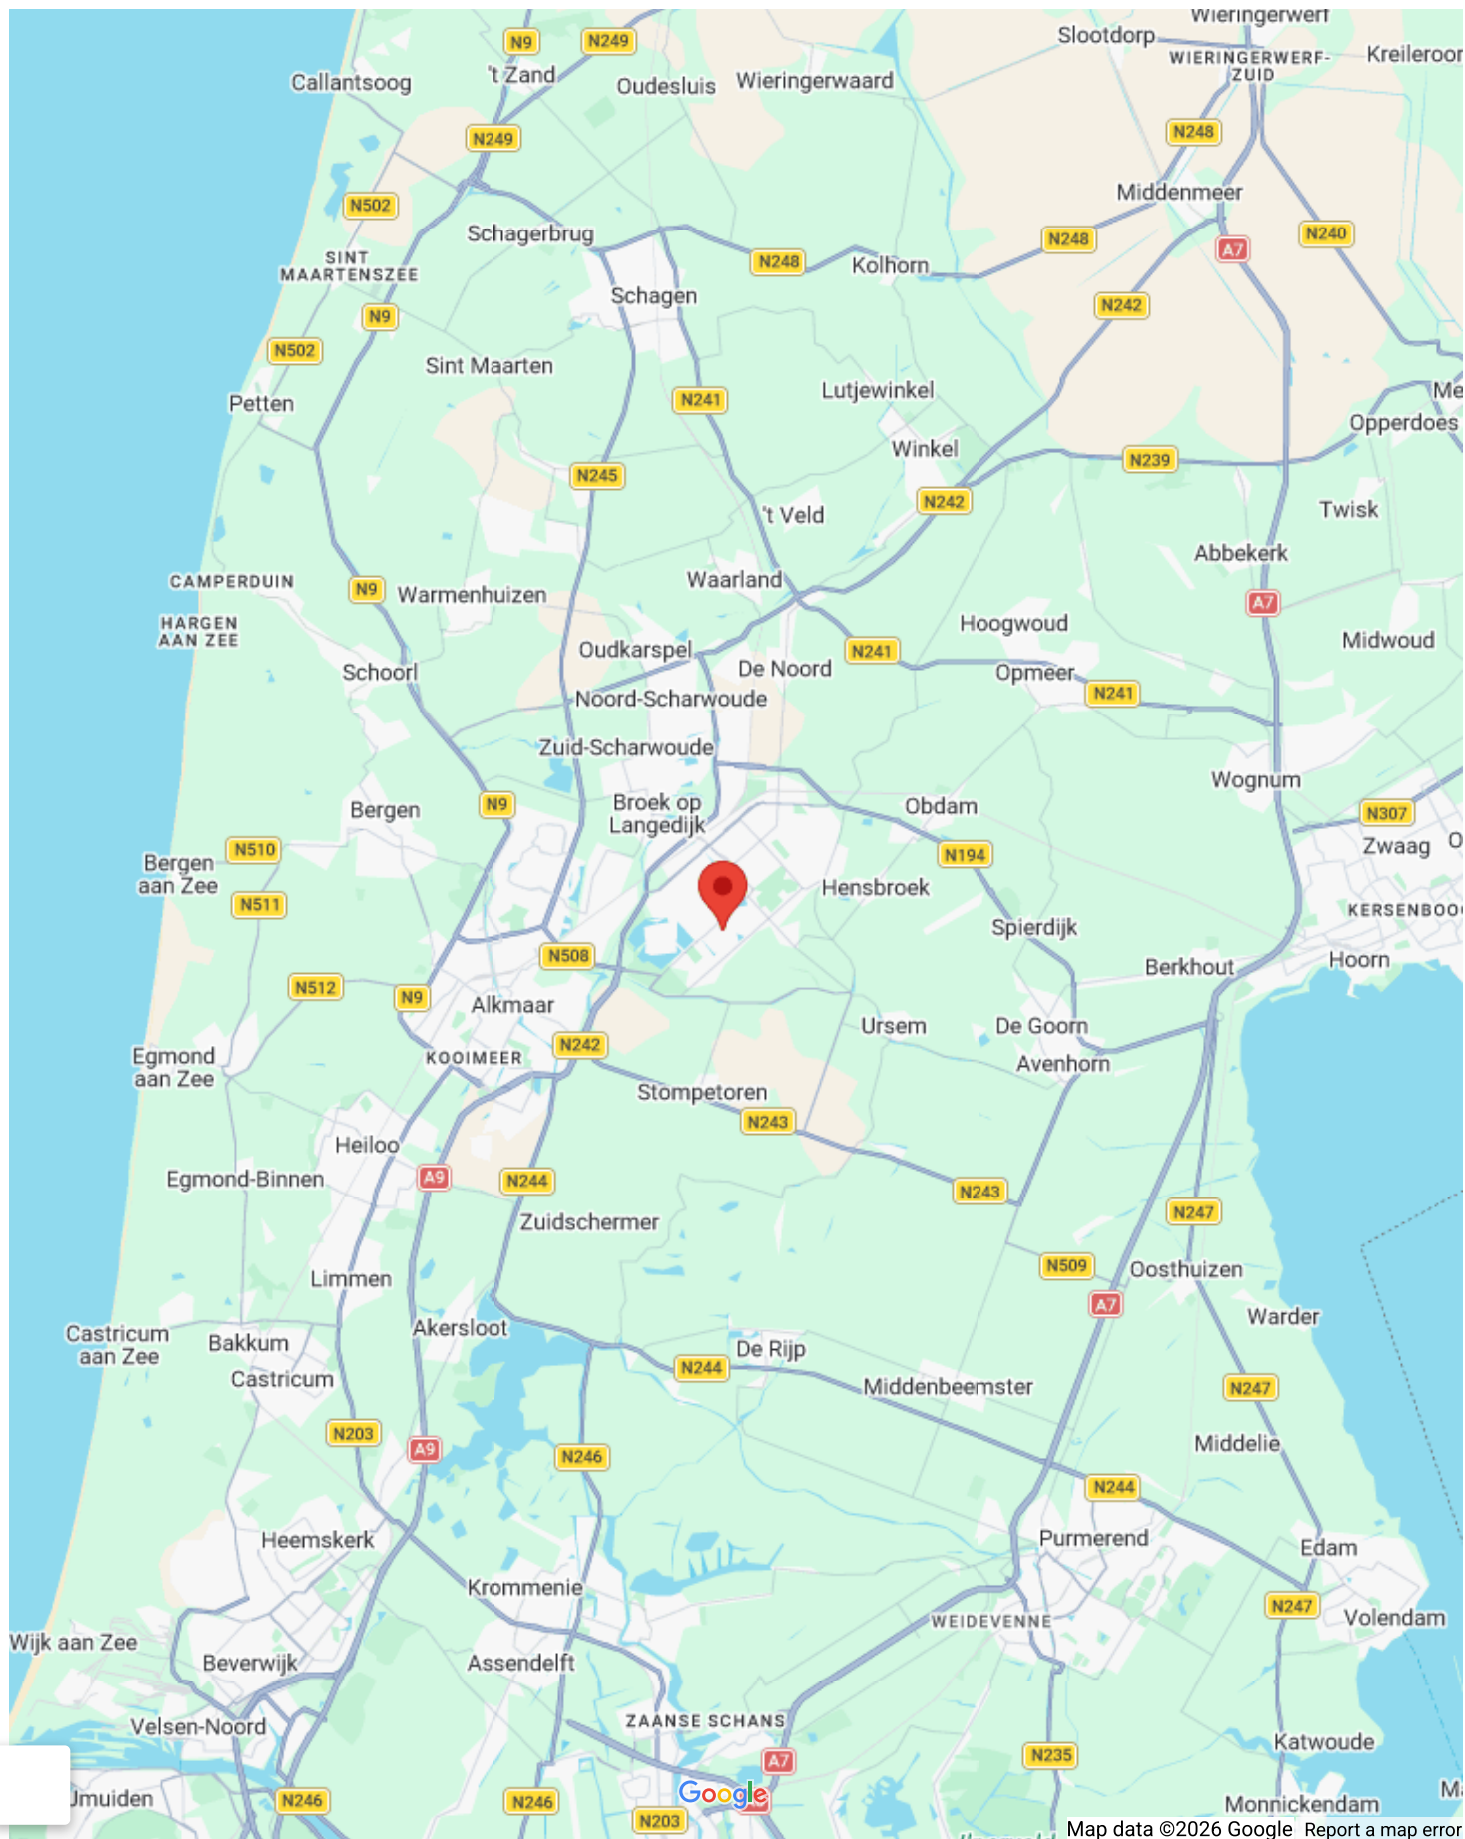 Wieringerwerf
Slootdorp
N9
N249
WIERINGERWERF-
ZUID
Kreileroor
Callantsoog
't Zand
Oudesluis
Wieringerwaard
N249
N248
N502
Middenmeer
Schagerbrug
N248
N240
A7
SINT
MAARTENSZEE
N248
Kolhorn
Schagen
N242
N9
N502
Sint Maarten
Lutjewinkel
Me
Petten
N241
Opperdoes
Winkel
N239
N245
N242
't Veld
Twisk
Abbekerk
CAMPERDUIN
N9
Warmenhuizen
Waarland
A7
HARGEN
AAN ZEE
Hoogwoud
Midwoud
Oudkarspel
N241
Schoorl
De Noord
Opmeer
N241
Noord-Scharwoude
Zuid-Scharwoude
Wognum
Bergen
N9
Broek op
Langedijk
Obdam
N307
Zwaag
O
N510
N194
Bergen
aan Zee
Hensbroek
N511
KERSENBOO
Spierdijk
N508
Berkhout
Hoorn
N512
N9
Alkmaar
Ursem
De Goorn
N242
KOOIMEER
Egmond
aan Zee
Avenhorn
Stompetoren
N243
Heiloo
Egmond-Binnen
A9
N244
N243
N247
Zuidschermer
N509
Oosthuizen
Limmen
A7
Warder
Castricum
aan Zee
Bakkum
Akersloot
De Rijp
Castricum
N244
Middenbeemster
N247
N203
A9
N246
Middelie
N244
Heemskerk
Purmerend
Edam
Krommenie
N247
WEIDEVENNE
Volendam
Wijk aan Zee
Beverwijk
Assendelft
Velsen-Noord
ZAANSE SCHANS
Katwoude
N235
A7
Jmuiden
N246
N246
Google
N203
Monnickendam
Ma
Map data ©2026 Google
Report a map error